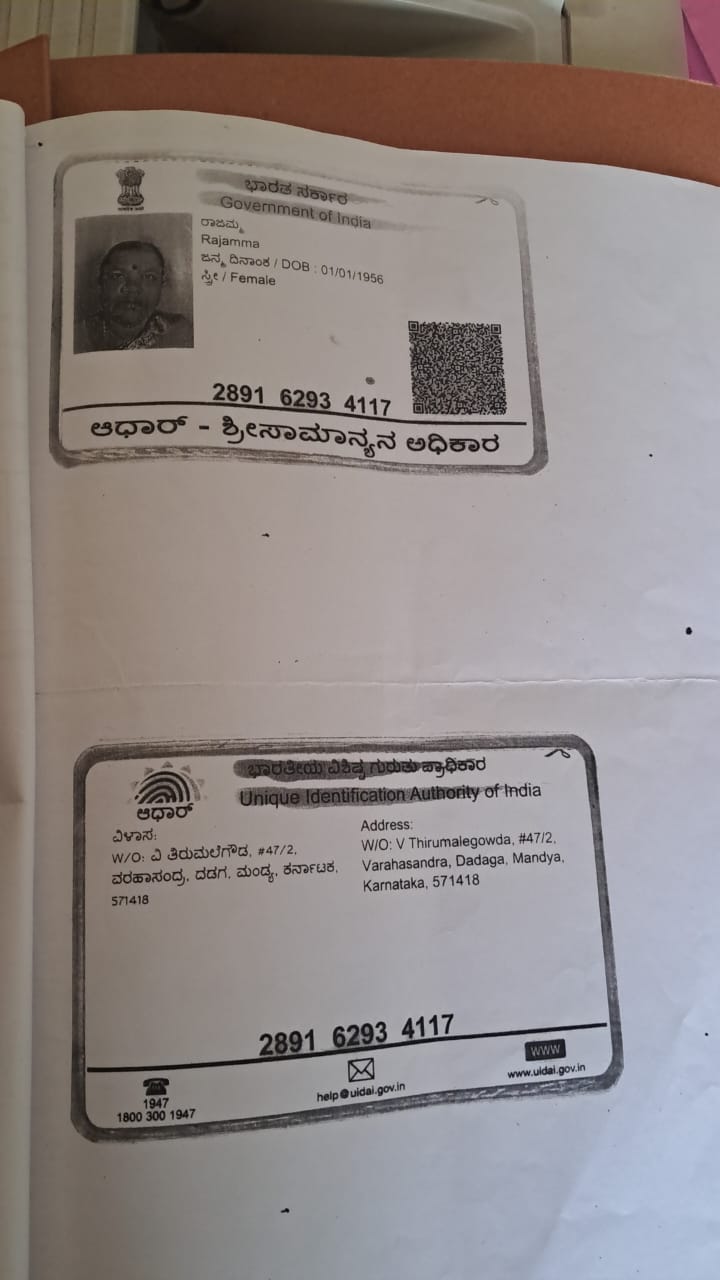 ಭಾರತ ಸರ್ಕಾರ
Government of India
ರಾಜಮ್ಮ
Rajamma
ಜನ್ಮ ದಿನಾಂಕ / DOB : 01/01/1956
ಸ್ತ್ರೀ / Female
2891 6293 4117
ಆಧಾರ್ - ಶ್ರೀಸಾಮಾನ್ಯನ ಅಧಿಕಾರ
ಭಾರತೀಯ ವಿಶಿಷ್ಟ ಗುರುತು ಪ್ರಾಧಿಕಾರ
Unique Identification Authority of India
ಆಧಾರ್
ವಿಳಾಸ:
W/O: ವಿ ತಿರುಮಲೆಗೌಡ, #47/2,
ವರಹಾಸಂದ್ರ, ದಡಗ, ಮಂಡ್ಯ, ಕರ್ನಾಟಕ,
571418
Address:
W/O: V Thirumalegowda, #47/2,
Varahasandra, Dadaga, Mandya,
Karnataka, 571418
2891 6293 4117
1947
1800 300 1947
help@uidai.gov.in
WWW
www.uidai.gov.in